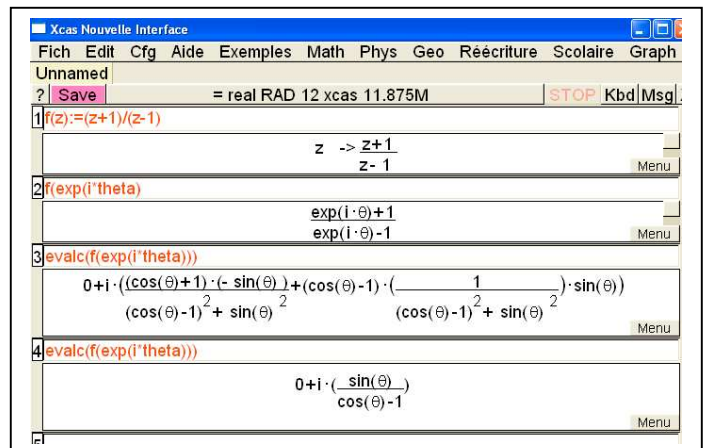 Xcas Nouvelle Interface
Fich Edit Cfg Aide Exemples Math Phys Geo Réécriture Scolaire Graph
Unnamed
? Save = real RAD 12 xcas 11.875M STOP Kbd Msg
1 f(z):=(z+1)/(z-1)
z -> z+1
z- 1
Menu
2 f(exp(i*theta)
exp(i·θ)+1
exp(i·θ)-1
Menu
3 evalc(f(exp(i*theta)))
0+i·((cos(θ)+1)·(- sin(θ))+(cos(θ)-1)·(1)·sin(θ))
(cos(θ)-1)²+ sin(θ)² (cos(θ)-1)²+ sin(θ)²
Menu
4 evalc(f(exp(i*theta)))
0+i·(sin(θ))
cos(θ)-1
Menu
5